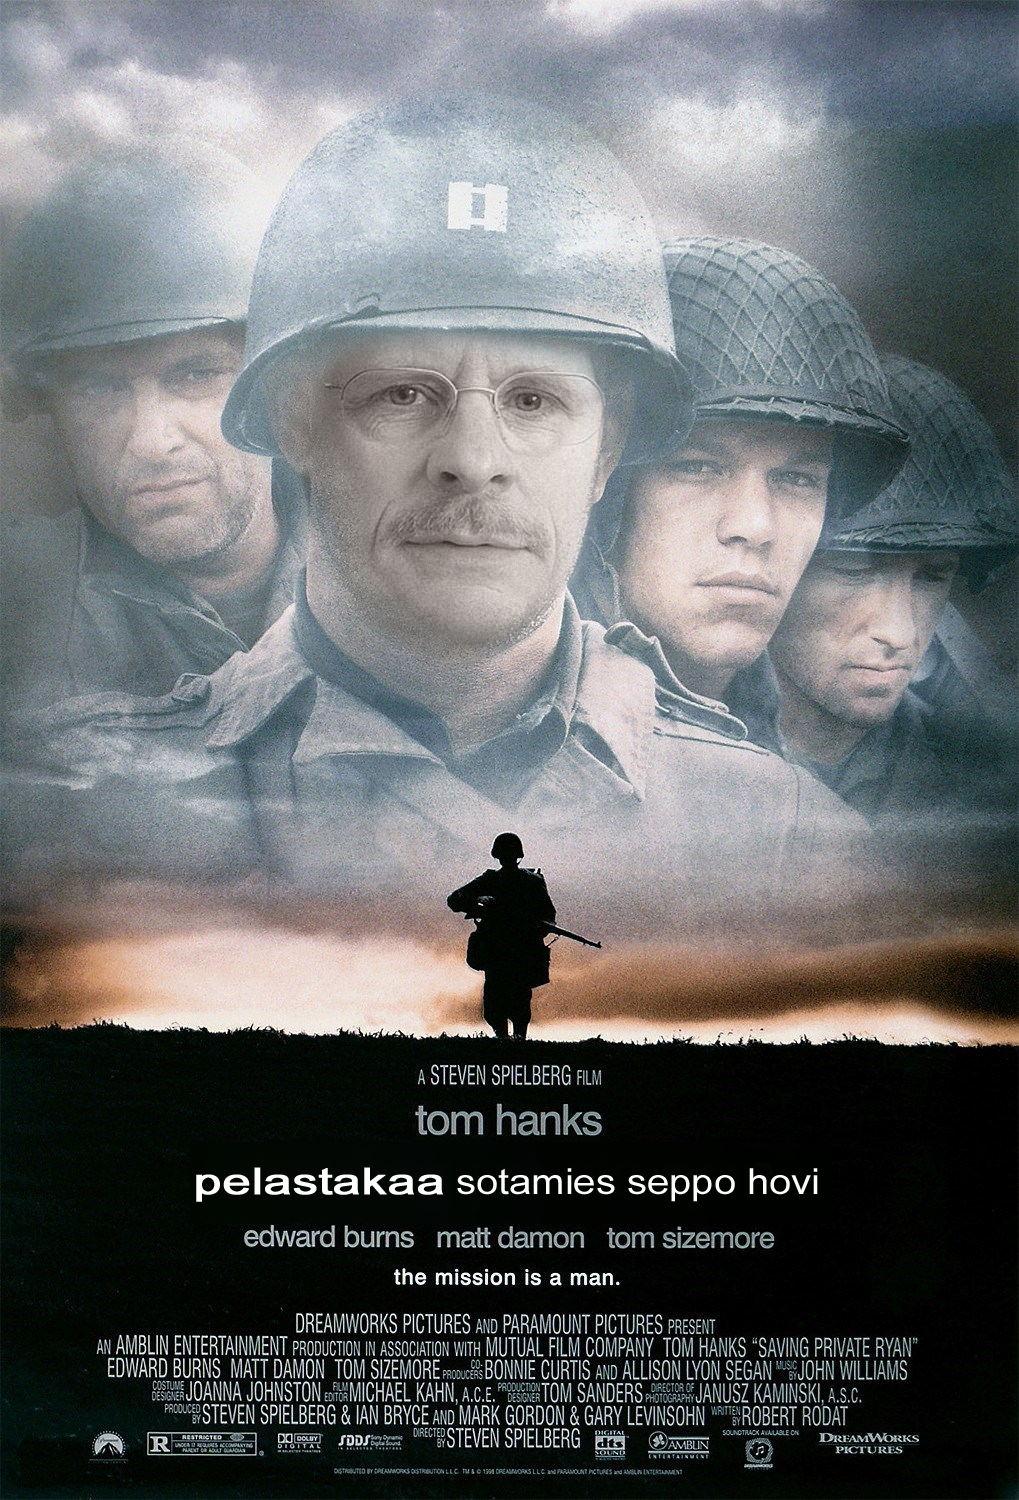 A STEVEN SPIELBERG FILM
tom hanks
pelastakaa sotamies seppo hovi
edward burns matt damon tom sizemore
the mission is a man.
DREAMWORKS PICTURES AND PARAMOUNT PICTURES PRESENT
AN AMBLIN ENTERTAINMENT PRODUCTION IN ASSOCIATION WITH MUTUAL FILM COMPANY TOM HANKS “SAVING PRIVATE RYAN”
EDWARD BURNS MATT DAMON TOM SIZEMORE CO-PRODUCERS BONNIE CURTIS AND ALLISON LYON SEGAN MUSIC BY JOHN WILLIAMS
COSTUME DESIGNER JOANNA JOHNSTON FILM EDITOR MICHAEL KAHN, A.C.E. PRODUCTION DESIGNER TOM SANDERS DIRECTOR OF PHOTOGRAPHY JANUSZ KAMINSKI, A.S.C.
PRODUCED BY STEVEN SPIELBERG & IAN BRYCE AND MARK GORDON & GARY LEVINSOHN WRITTEN BY ROBERT RODAT
DIRECTED BY STEVEN SPIELBERG
R RESTRICTED
UNDER 17 REQUIRES ACCOMPANYING PARENT OR ADULT GUARDIAN
DOLBY DIGITAL
IN SELECTED THEATRES
SDDS Sony Dynamic Digital Sound.
DIGITAL dts SOUND
AMBLIN ENTERTAINMENT
SOUNDTRACK AVAILABLE ON
DREAMWORKS PICTURES
DISTRIBUTED BY DREAMWORKS DISTRIBUTION L.L.C. TM & © 1998 DREAMWORKS L.L.C. and PARAMOUNT PICTURES and AMBLIN ENTERTAINMENT